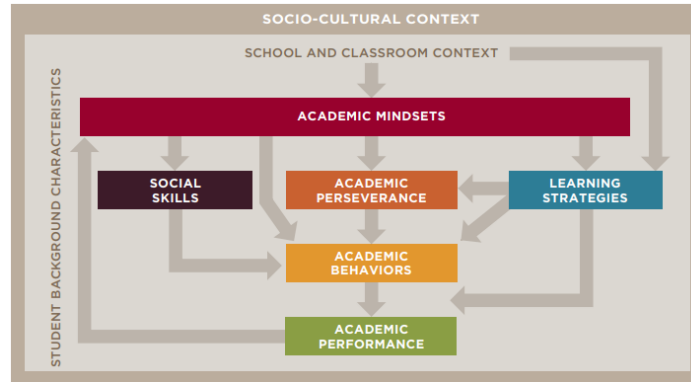 SOCIO-CULTURAL CONTEXT
SCHOOL AND CLASSROOM CONTEXT
STUDENT BACKGROUND CHARACTERISTICS
ACADEMIC MINDSETS
SOCIAL
SKILLS
ACADEMIC
PERSEVERANCE
LEARNING
STRATEGIES
ACADEMIC
BEHAVIORS
ACADEMIC
PERFORMANCE